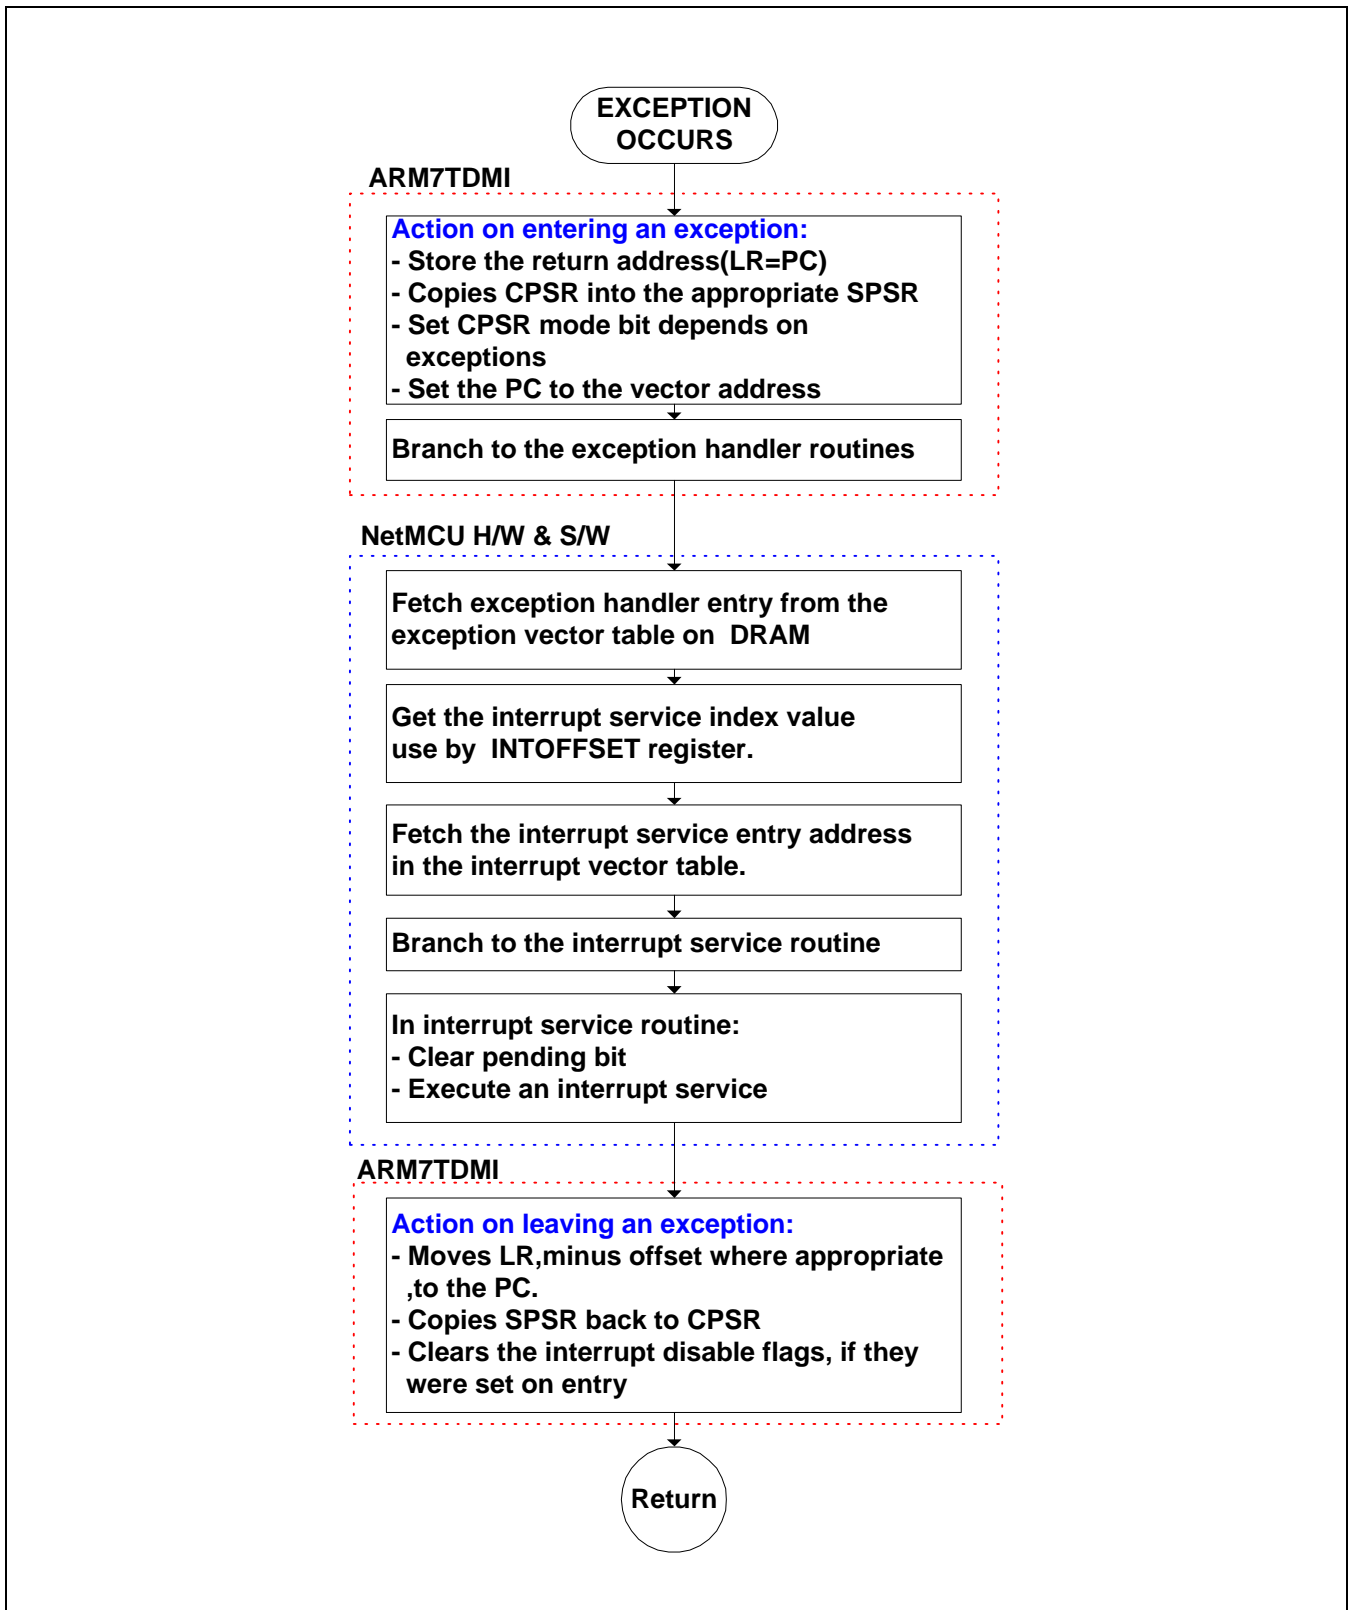 EXCEPTION
OCCURS
ARM7TDMI
Action on entering an exception:
- Store the return address(LR=PC)
- Copies CPSR into the appropriate SPSR
- Set CPSR mode bit depends on
exceptions
- Set the PC to the vector address
Branch to the exception handler routines
NetMCU H/W & S/W
Fetch exception handler entry from the
exception vector table on DRAM
Get the interrupt service index value
use by INTOFFSET register.
Fetch the interrupt service entry address
in the interrupt vector table.
Branch to the interrupt service routine
In interrupt service routine:
- Clear pending bit
- Execute an interrupt service
ARM7TDMI
Action on leaving an exception:
- Moves LR,minus offset where appropriate
,to the PC.
- Copies SPSR back to CPSR
- Clears the interrupt disable flags, if they
were set on entry
Return